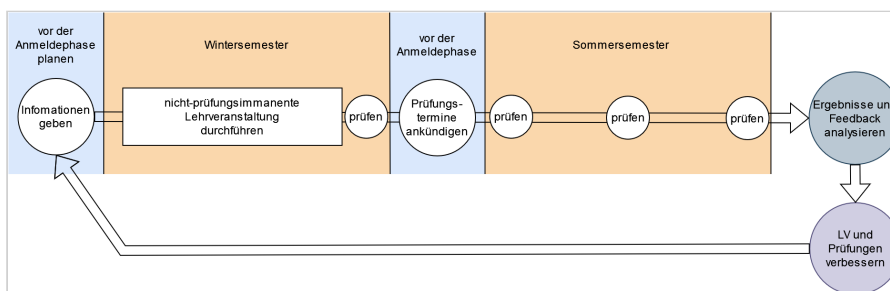 vor der
Anmeldephase
planen
Wintersemester
vor der
Anmeldephase
Sommersemester
Infomationen
geben
nicht-prüfungsimmanente
Lehrveranstaltung
durchführen
prüfen
Prüfungs-
termine
ankündigen
prüfen
prüfen
prüfen
Ergebnisse un
Feedback
analysieren
LV und
Prüfungen
verbessern